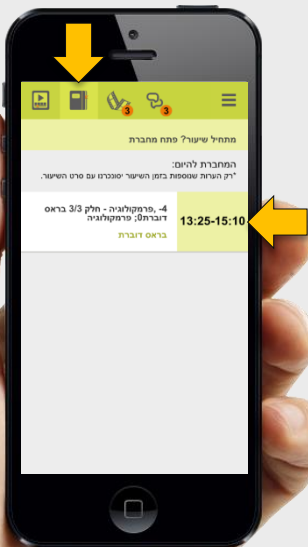 3
3
מתחיל שיעור? פתח מחברת
המחברת להיום:
*רק הערות שנוספות בזמן השיעור יסונכרנו עם סרט השיעור.
13:25-15:10
4- ,פרמקולוגיה - חלק 3/3 בראס
דוברת0; פרמקולוגיה
בראס דוברת